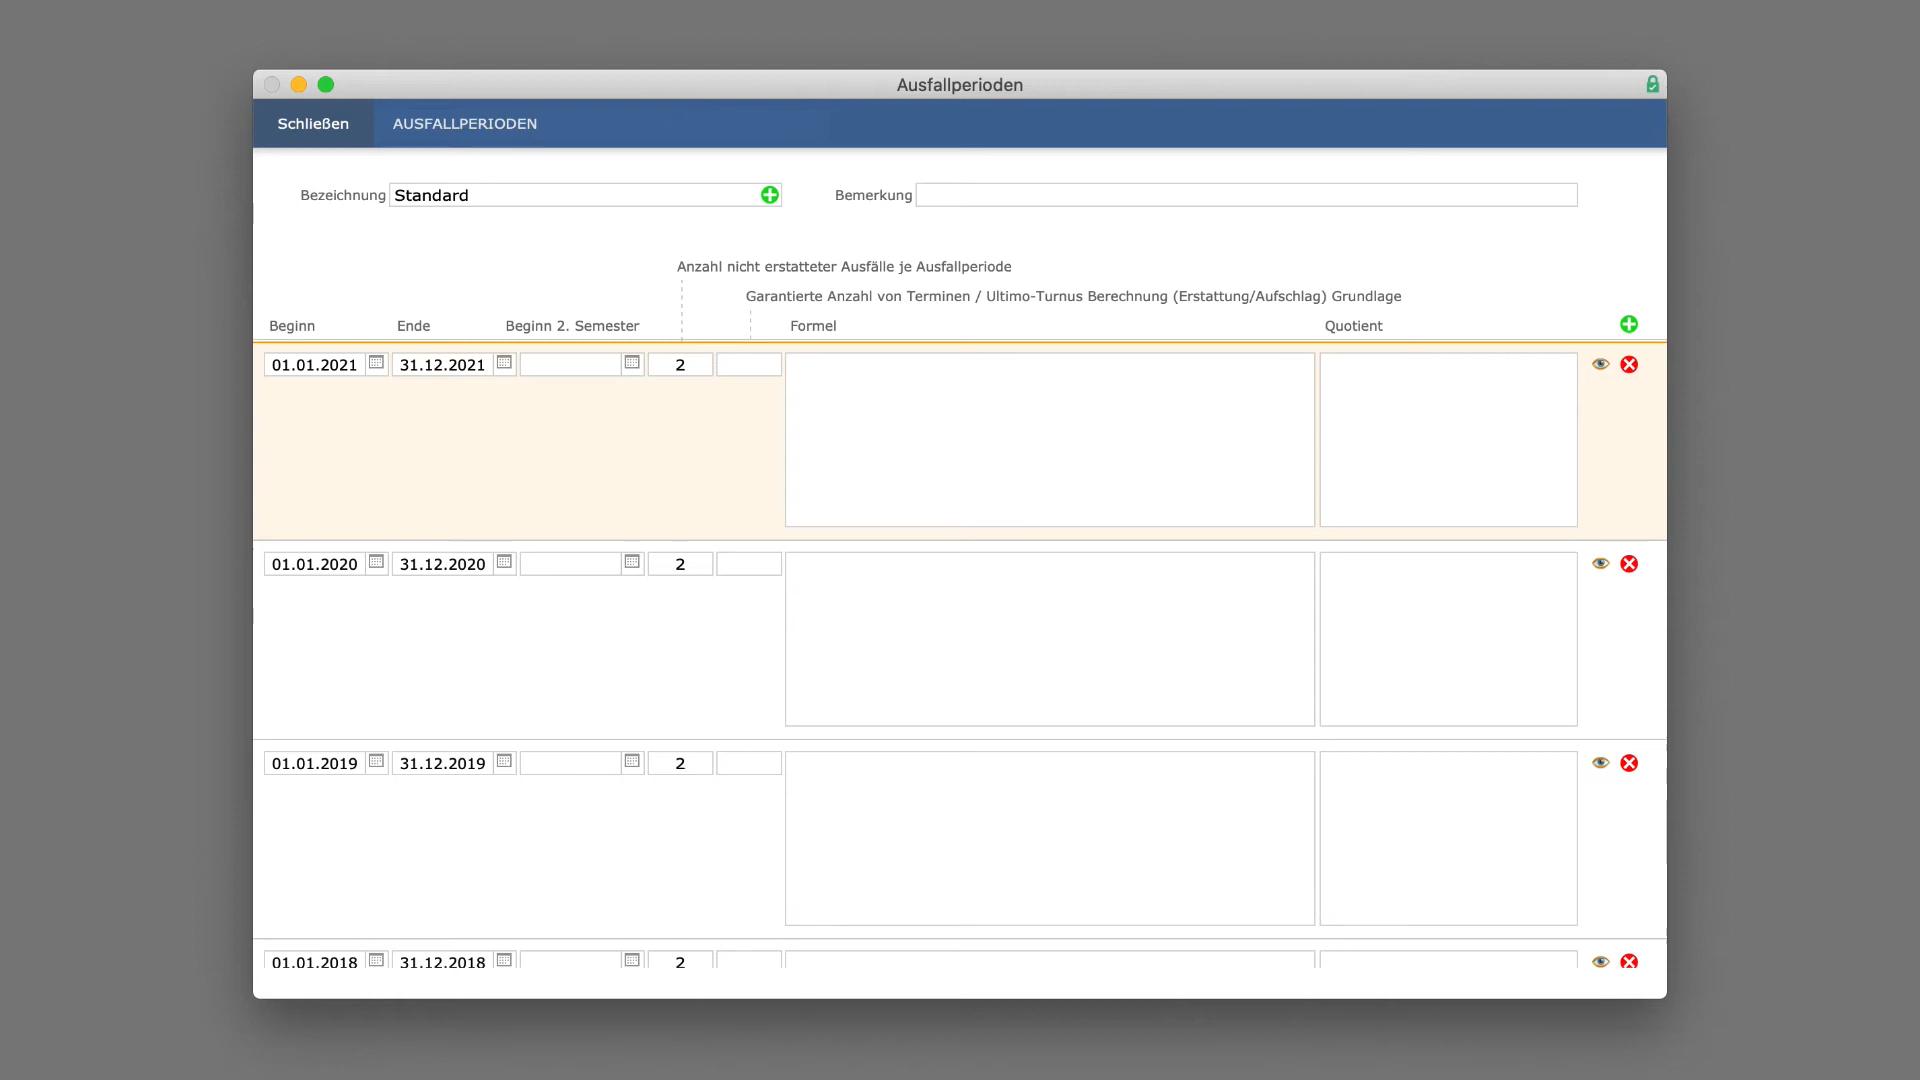 Ausfallperioden
Schließen AUSFALLPERIODEN
Bezeichnung Standard Bemerkung
Anzahl nicht erstatteter Ausfälle je Ausfallperiode
Garantierte Anzahl von Terminen / Ultimo-Turnus Berechnung (Erstattung/Aufschlag) Grundlage
Beginn Ende Beginn 2. Semester Formel Quotient
01.01.2021 31.12.2021 2
01.01.2020 31.12.2020 2
01.01.2019 31.12.2019 2
01.01.2018 31.12.2018 2